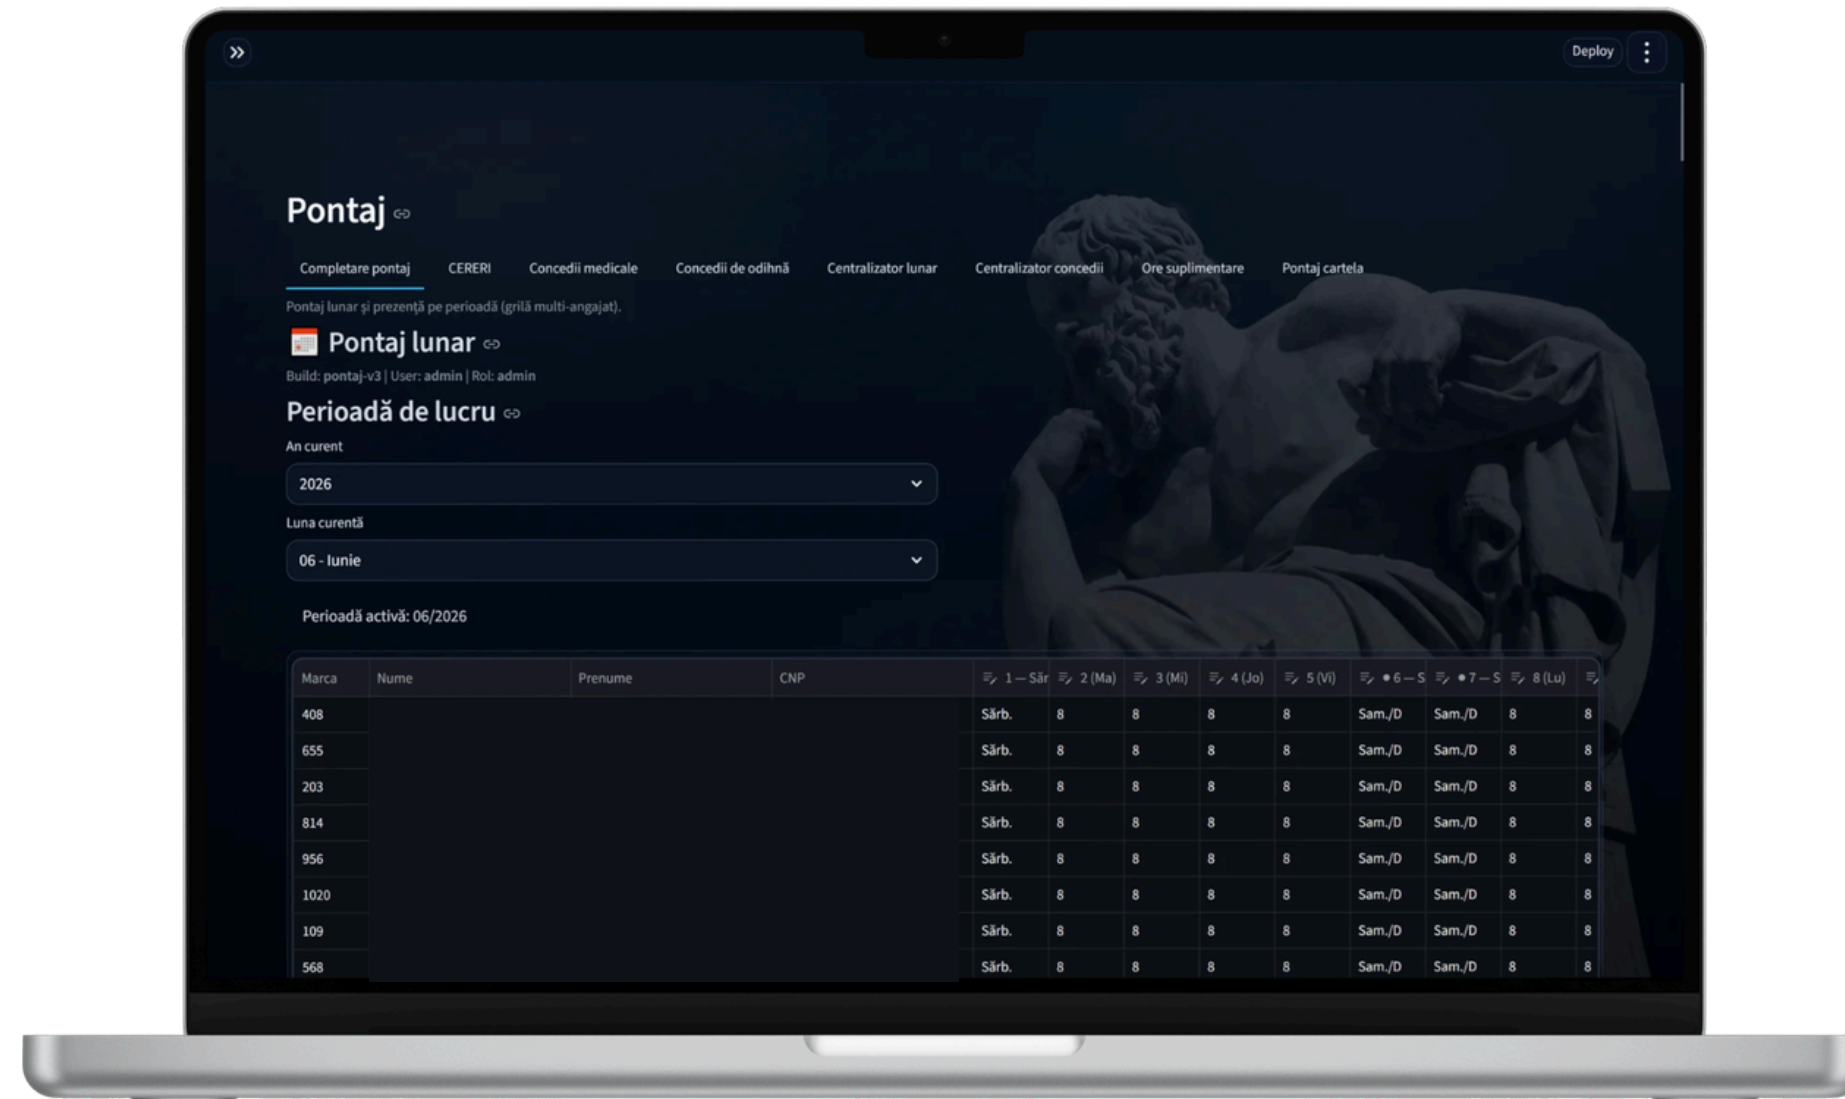 Deploy
Pontaj
Completare pontaj CERERI Concedii medicale Concedii de odihnă Centralizator lunar Centralizator concedii Ore suplimentare Pontaj cartela
Pontaj lunar și prezență pe perioadă (grilă multi-angajat).
Pontaj lunar
Build: pontaj-v3 | User: admin | Rol: admin
Perioadă de lucru
An curent
2026
Luna curentă
06 - Iunie
Perioadă activă: 06/2026
Marca Nume Prenume CNP 1 — Săr 2 (Ma) 3 (Mi) 4 (Jo) 5 (Vi) •6 — S •7 — S 8 (Lu)
408 Sărb. 8 8 8 8 Sam./D Sam./D 8 8
655 Sărb. 8 8 8 8 Sam./D Sam./D 8 8
203 Sărb. 8 8 8 8 Sam./D Sam./D 8 8
814 Sărb. 8 8 8 8 Sam./D Sam./D 8 8
956 Sărb. 8 8 8 8 Sam./D Sam./D 8 8
1020 Sărb. 8 8 8 8 Sam./D Sam./D 8 8
109 Sărb. 8 8 8 8 Sam./D Sam./D 8 8
568 Sărb. 8 8 8 8 Sam./D Sam./D 8 8